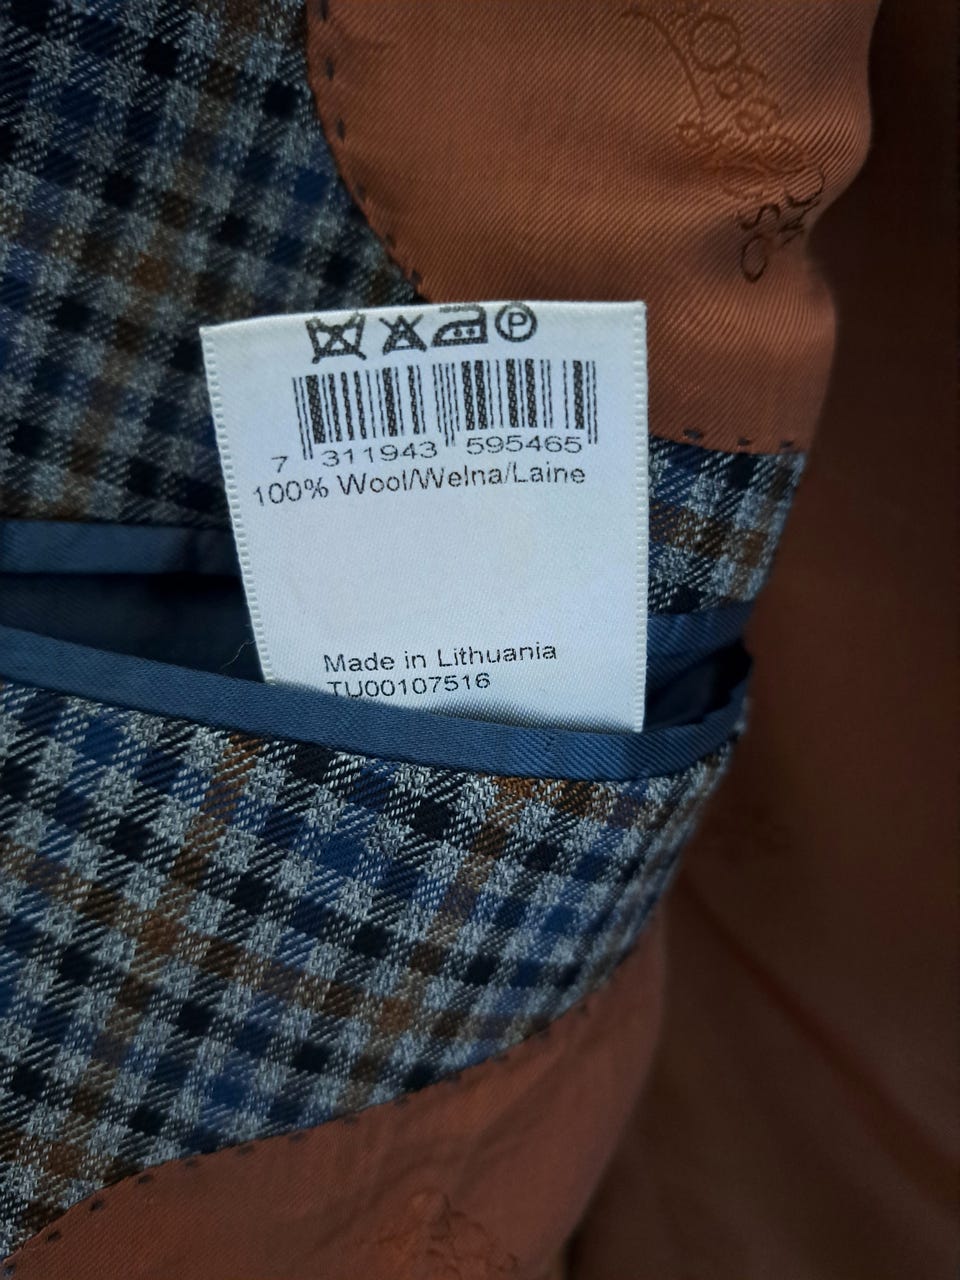 P
7 311943 595465
100% Wool/Welna/Laine
Made in Lithuania
TU00107516